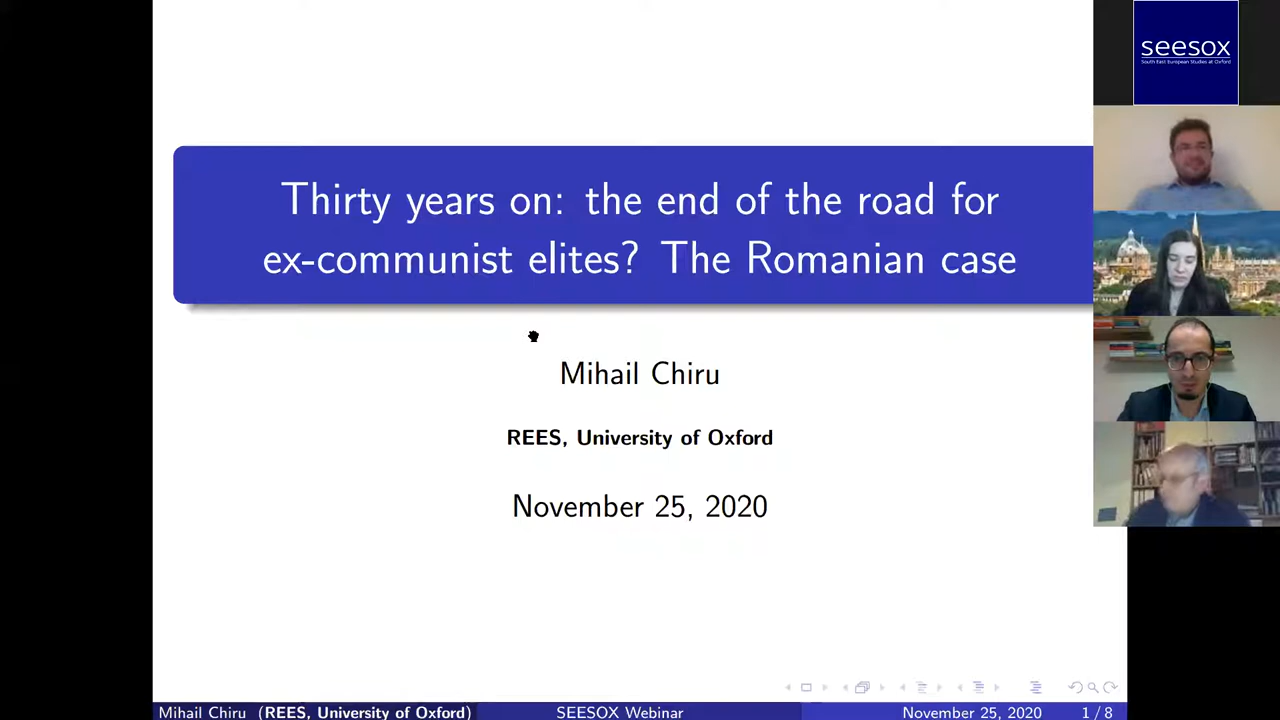 seesox
South East European Studies at Oxford
Thirty years on: the end of the road for
ex-communist elites? The Romanian case
Mihail Chiru
REES, University of Oxford
November 25, 2020
Mihail Chiru (REES, University of Oxford) SEESOX Webinar November 25, 2020 1 / 8